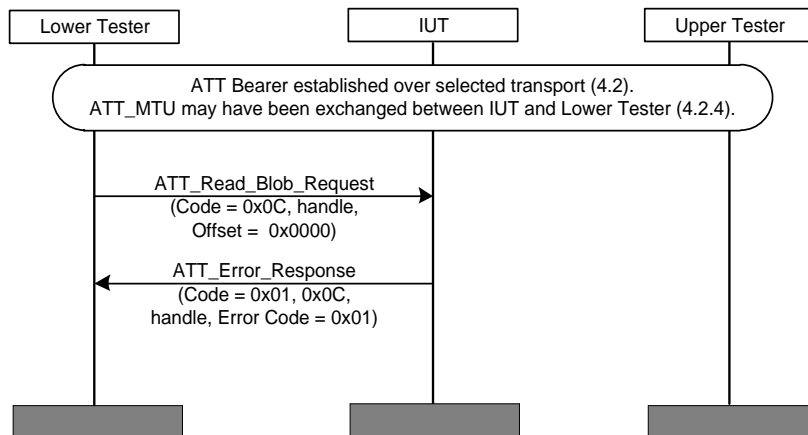 Lower Tester
IUT
Upper Tester
ATT Bearer established over selected transport (4.2).
ATT_MTU may have been exchanged between IUT and Lower Tester (4.2.4).
ATT_Read_Blob_Request
(Code = 0x0C, handle,
Offset = 0x0000)
ATT_Error_Response
(Code = 0x01, 0x0C,
handle, Error Code = 0x01)